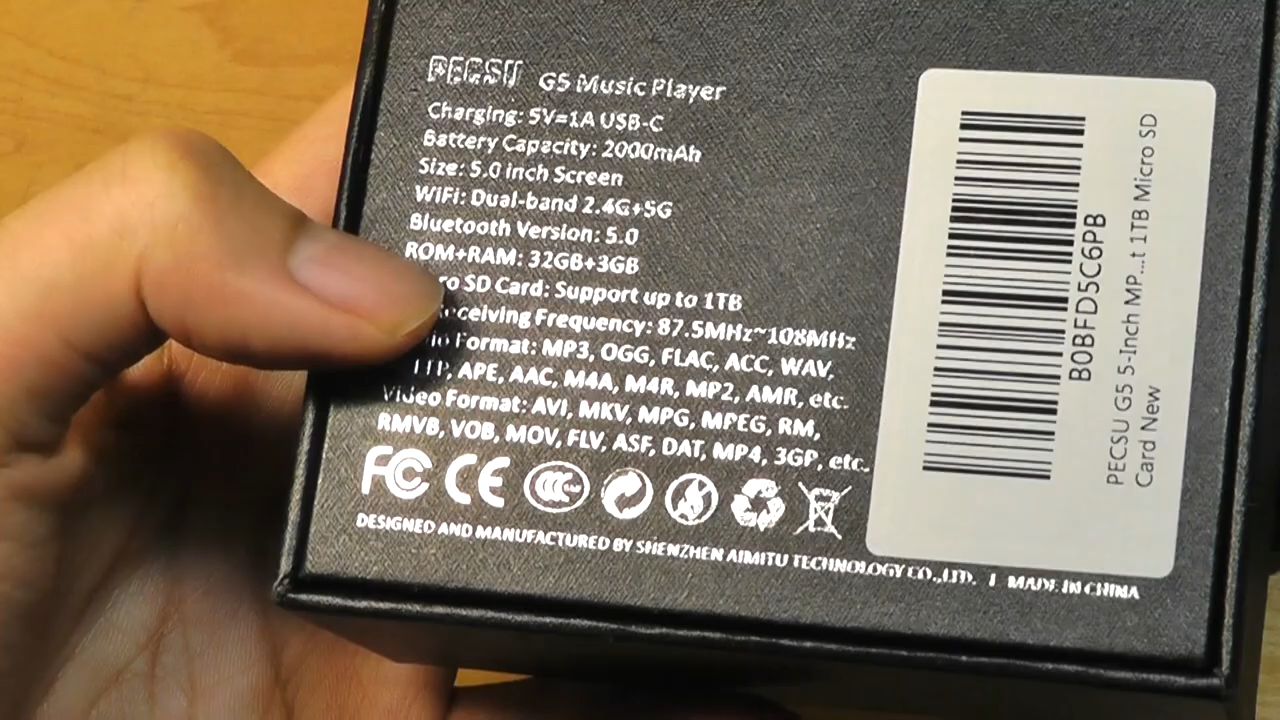 PECSU G5 Music Player
Charging: 5V=1A USB-C
Battery Capacity: 2000mAh
Size: 5.0 inch Screen
WiFi: Dual-band 2.4G+5G
Bluetooth Version: 5.0
ROM+RAM: 32GB+3GB
ro SD Card: Support up to 1TB
eceiving Frequency: 87.5MHz~108MHz
Format: MP3, OGG, FLAC, ACC, WAV,
APE, AAC, M4A, M4R, MP2, AMR, etc.
Video Format: AVI, MKV, MPG, MPEG, RM,
RMVB, VOB, MOV, FLV, ASF, DAT, MP4, 3GP, etc.
FC CE
DESIGNED AND MANUFACTURED BY SHENZHEN AIMITU TECHNOLOGY CO.,LTD. | MADE IN CHINA
B0BFD5C6PB
PECSU G5 5-Inch MP...t 1TB Micro SD
Card New